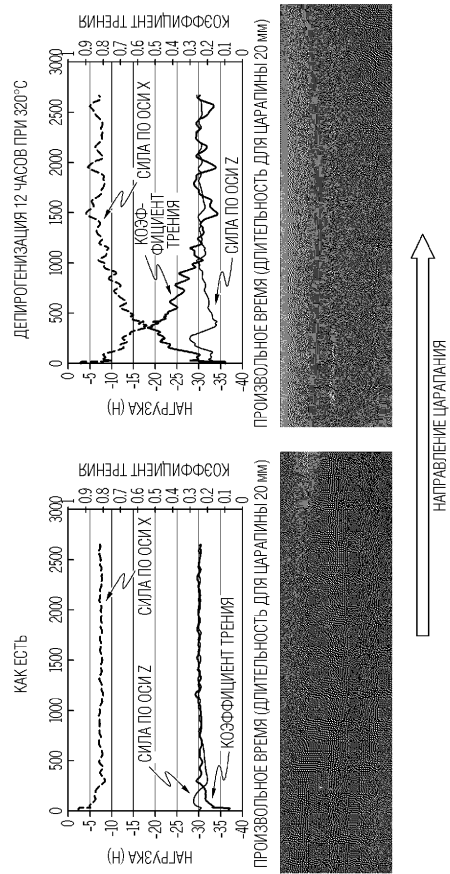 КАК ЕСТЬ
0 500 1000 1500 2000 2500 3000
0
-5
-10
-15
-20
-25
-30
-35
-40
НАГРУЗКА (Н)
0.9
0.8
0.7
0.6
0.5
0.4
0.3
0.2
0.1
0
КОЭФФИЦИЕНТ ТРЕНИЯ
СИЛА ПО ОСИ Z
СИЛА ПО ОСИ X
КОЭФФИЦИЕНТ ТРЕНИЯ
ПРОИЗВОЛЬНОЕ ВРЕМЯ (ДЛИТЕЛЬНОСТЬ ДЛЯ ЦАРАПИНЫ 20 мм)
ДЕПИРОГЕНИЗАЦИЯ 12 ЧАСОВ ПРИ 320°C
0 500 1000 1500 2000 2500 3000
0
-5
-10
-15
-20
-25
-30
-35
-40
НАГРУЗКА (Н)
0.9
0.8
0.7
0.6
0.5
0.4
0.3
0.2
0.1
0
КОЭФФИЦИЕНТ ТРЕНИЯ
СИЛА ПО ОСИ X
КОЭФ-
ФИЦИЕНТ
ТРЕНИЯ
СИЛА ПО ОСИ Z
ПРОИЗВОЛЬНОЕ ВРЕМЯ (ДЛИТЕЛЬНОСТЬ ДЛЯ ЦАРАПИНЫ 20 мм)
НАПРАВЛЕНИЕ ЦАРАПАНИЯ